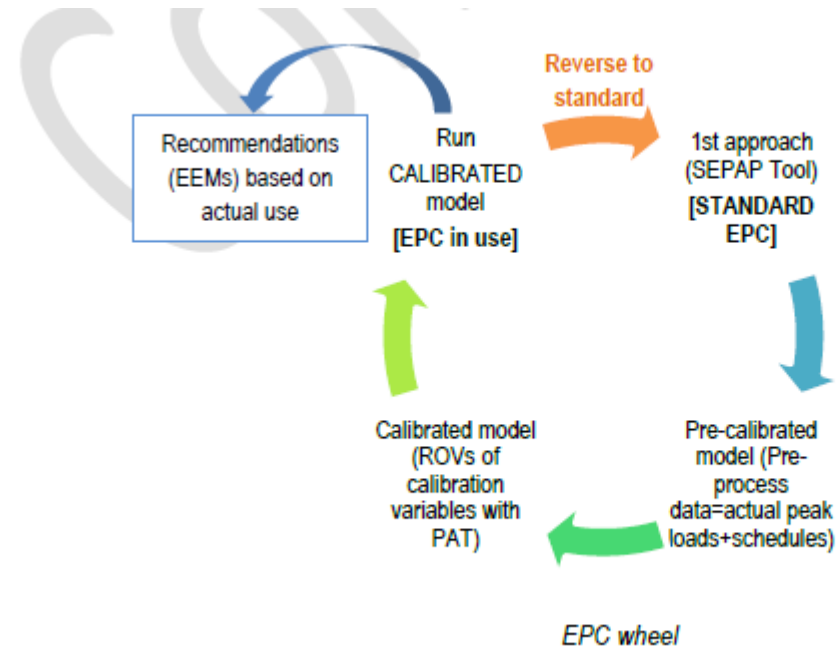 Reverse to
standard
Recommendations
(EEMs) based on
actual use
Run
CALIBRATED
model
[EPC in use]
1st approach
(SEPAP Tool)
[STANDARD
EPC]
Calibrated model
(ROVs of
calibration
variables with
PAT)
Pre-calibrated
model (Pre-
process
data=actual peak
loads+schedules)
EPC wheel